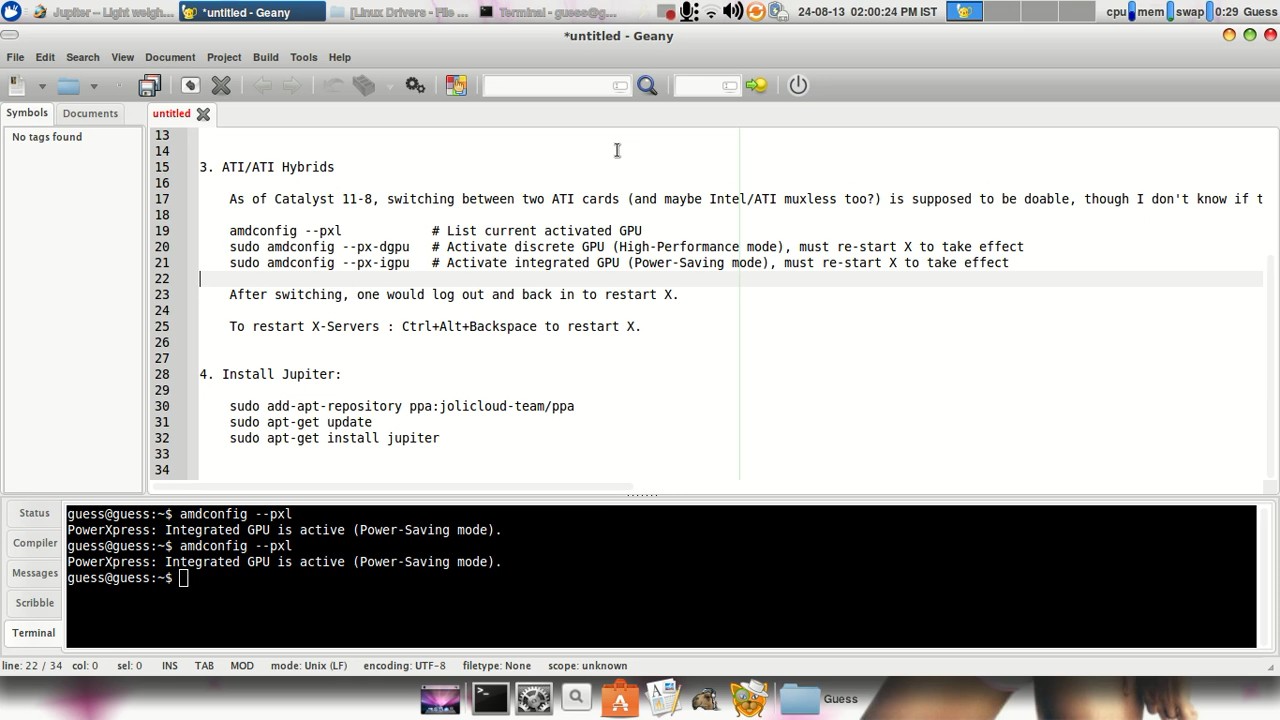 Jupiter – Light weigh...
*untitled - Geany
[Linux Drivers - File ...
Terminal - guess@g...
24-08-13 02:00:24 PM IST
cpu
mem
swap
0:29
Guess
*untitled - Geany
File Edit Search View Document Project Build Tools Help
Symbols Documents
untitled
No tags found
13
14
15 3. ATI/ATI Hybrids
16
17 As of Catalyst 11-8, switching between two ATI cards (and maybe Intel/ATI muxless too?) is supposed to be doable, though I don't know if t
18
19 amdconfig --pxl # List current activated GPU
20 sudo amdconfig --px-dgpu # Activate discrete GPU (High-Performance mode), must re-start X to take effect
21 sudo amdconfig --px-igpu # Activate integrated GPU (Power-Saving mode), must re-start X to take effect
22
23 After switching, one would log out and back in to restart X.
24
25 To restart X-Servers : Ctrl+Alt+Backspace to restart X.
26
27
28 4. Install Jupiter:
29
30 sudo add-apt-repository ppa:jolicloud-team/ppa
31 sudo apt-get update
32 sudo apt-get install jupiter
33
34
Status
Compiler
Messages
Scribble
Terminal
guess@guess:~$ amdconfig --pxl
PowerXpress: Integrated GPU is active (Power-Saving mode).
guess@guess:~$ amdconfig --pxl
PowerXpress: Integrated GPU is active (Power-Saving mode).
guess@guess:~$
line: 22 / 34 col: 0 sel: 0 INS TAB MOD mode: Unix (LF) encoding: UTF-8 filetype: None scope: unknown
Guess